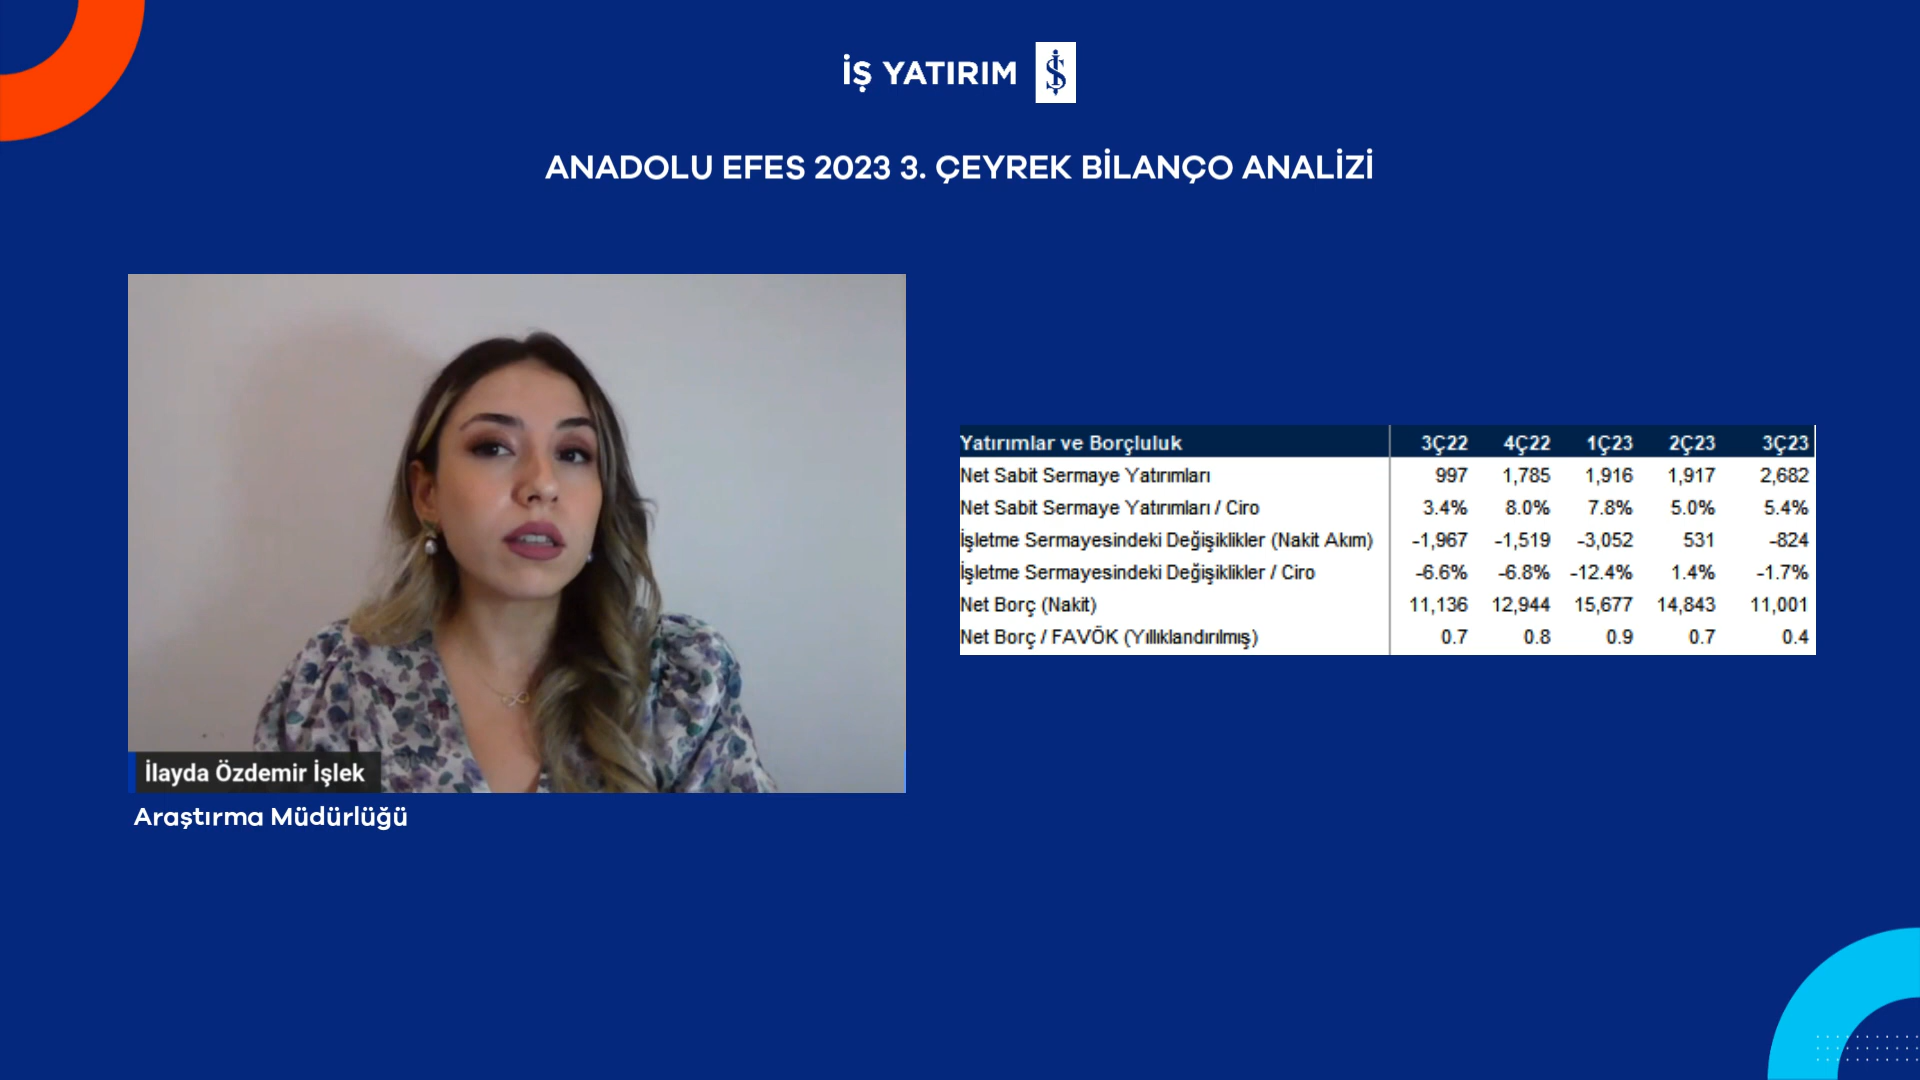 İŞ YATIRIM
ANADOLU EFES 2023 3. ÇEYREK BİLANÇO ANALİZİ
İlayda Özdemir İşlek
Araştırma Müdürlüğü
Yatırımlar ve Borçluluk 3Ç22 4Ç22 1Ç23 2Ç23 3Ç23
Net Sabit Sermaye Yatırımları 997 1,785 1,916 1,917 2,682
Net Sabit Sermaye Yatırımları / Ciro 3.4% 8.0% 7.8% 5.0% 5.4%
İşletme Sermayesindeki Değişiklikler (Nakit Akım) -1,967 -1,519 -3,052 531 -824
İşletme Sermayesindeki Değişiklikler / Ciro -6.6% -6.8% -12.4% 1.4% -1.7%
Net Borç (Nakit) 11,136 12,944 15,677 14,843 11,001
Net Borç / FAVÖK (Yıllıklandırılmış) 0.7 0.8 0.9 0.7 0.4